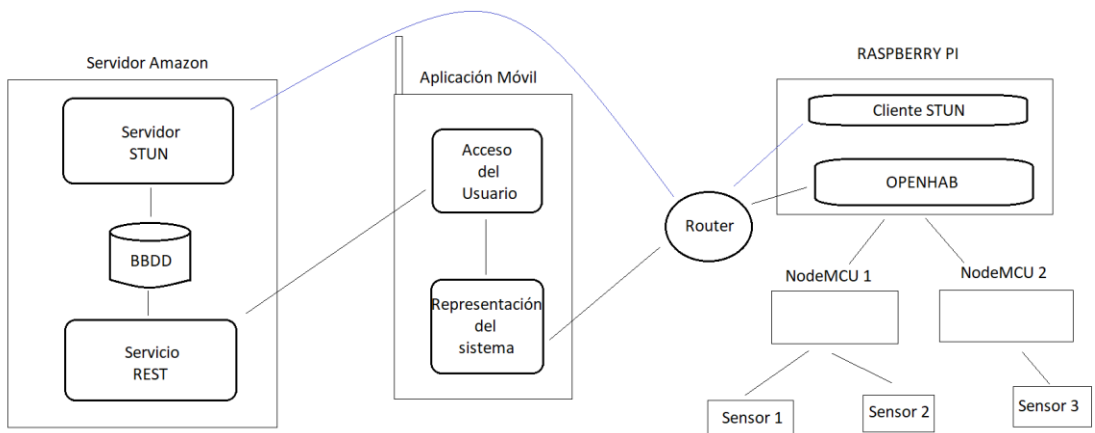 Servidor Amazon
Servidor
STUN
BBDD
Servicio
REST
Aplicación Móvil
Acceso
del
Usuario
Representación
del
sistema
Router
RASPBERRY PI
Cliente STUN
OPENHAB
NodeMCU 1
NodeMCU 2
Sensor 1
Sensor 2
Sensor 3